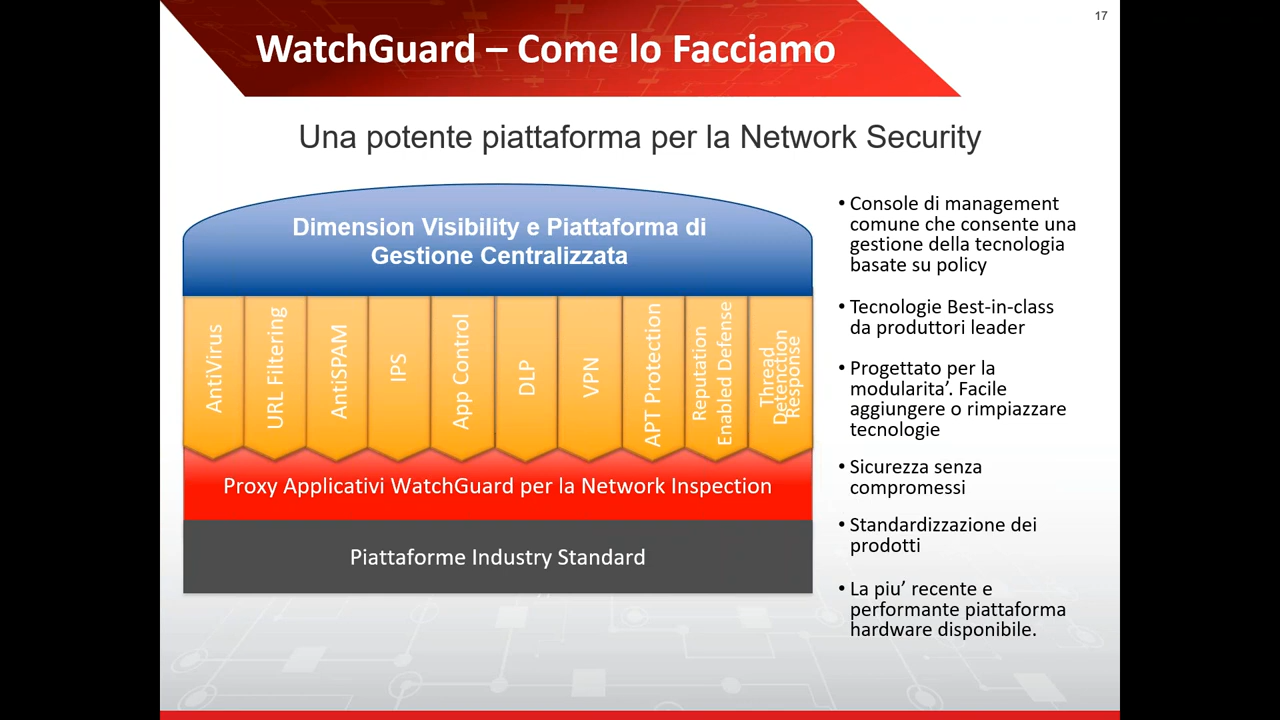 17
WatchGuard – Come lo Facciamo
Una potente piattaforma per la Network Security
Dimension Visibility e Piattaforma di
Gestione Centralizzata
AntiVirus
URL Filtering
AntiSPAM
IPS
App Control
DLP
VPN
APT Protection
Reputation
Enabled Defense
Thread
Detenction
Response
Proxy Applicativi WatchGuard per la Network Inspection
Piattaforme Industry Standard
• Console di management
comune che consente una
gestione della tecnologia
basate su policy
• Tecnologie Best-in-class
da produttori leader
• Progettato per la
modularita’. Facile
aggiungere o rimpiazzare
tecnologie
• Sicurezza senza
compromessi
• Standardizzazione dei
prodotti
• La piu’ recente e
performante piattaforma
hardware disponibile.